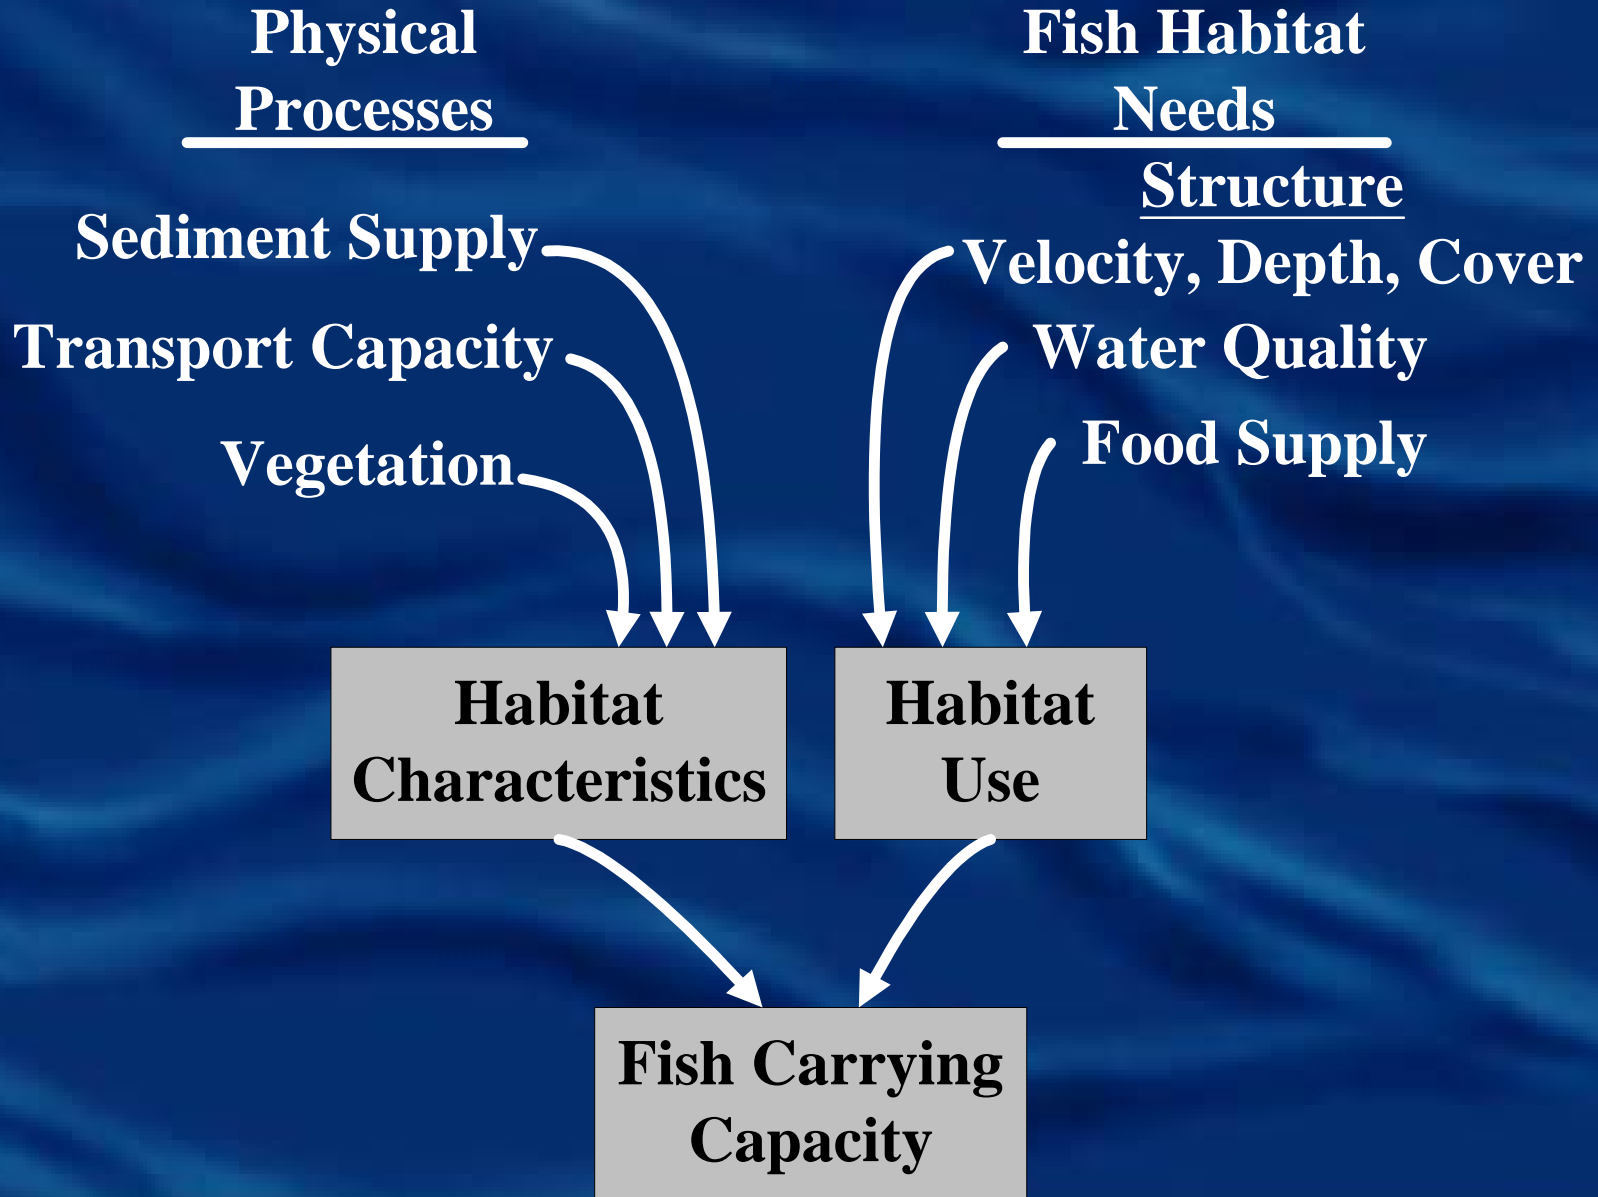 Physical
Processes
Sediment Supply
Transport Capacity
Vegetation
Fish Habitat
Needs
Structure
Velocity, Depth, Cover
Water Quality
Food Supply
Habitat
Characteristics
Habitat
Use
Fish Carrying
Capacity